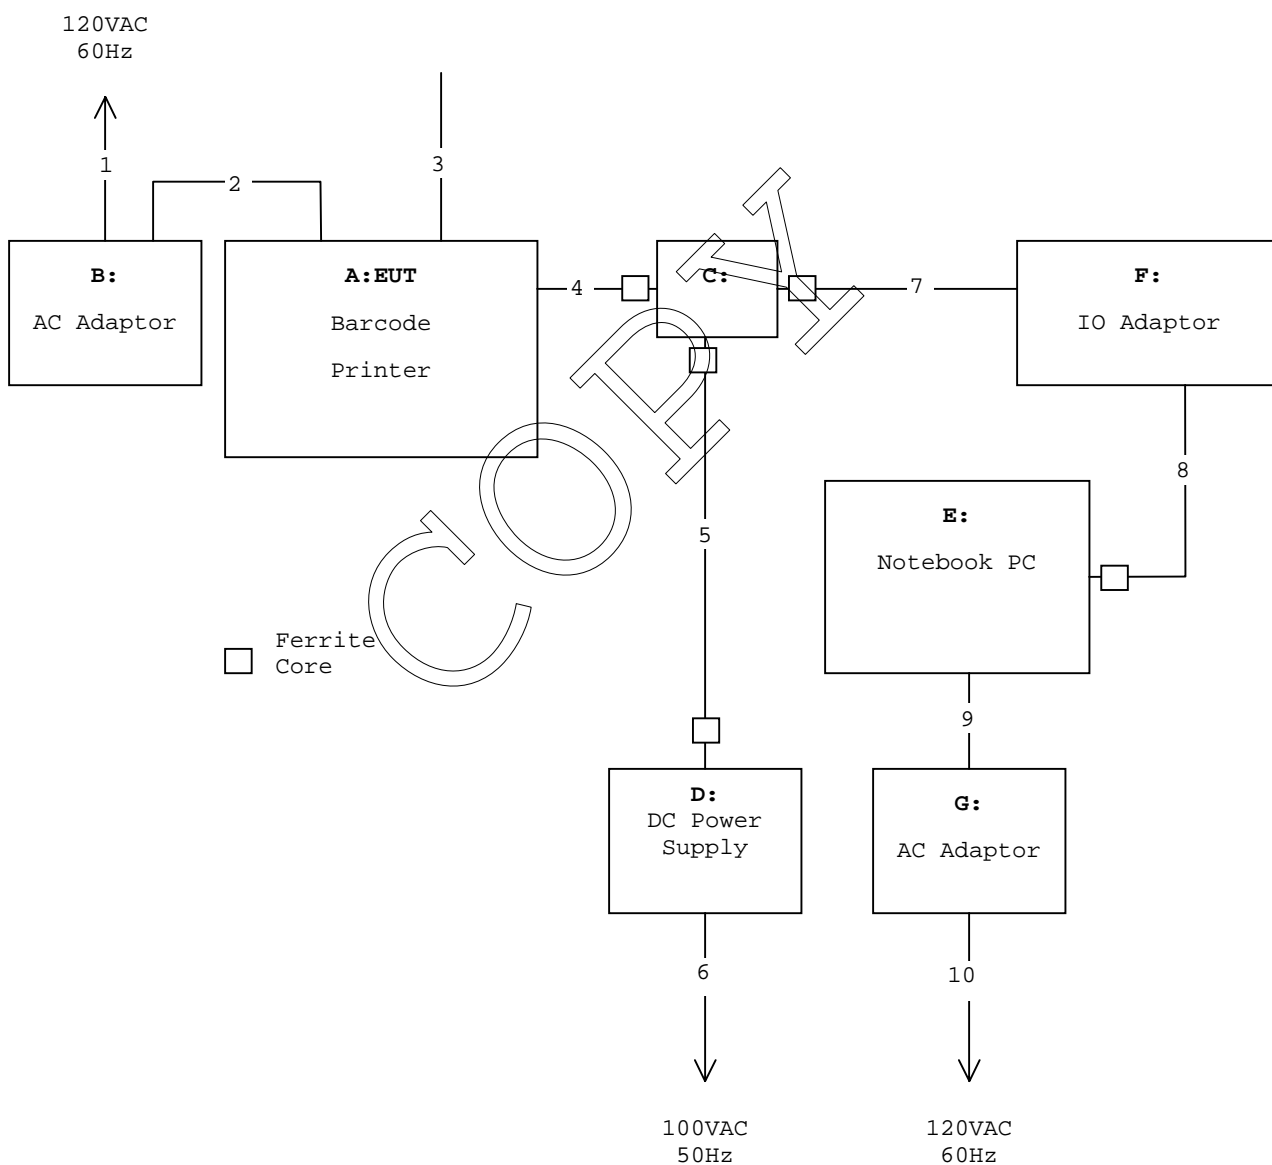 120VAC
60Hz
1
2
3
B:
AC Adaptor
A:EUT
Barcode
Printer
4
C:
7
F:
IO Adaptor
8
5
E:
Notebook PC
Ferrite
Core
9
D:
DC Power
Supply
G:
AC Adaptor
6
10
100VAC
50Hz
120VAC
60Hz
COPY